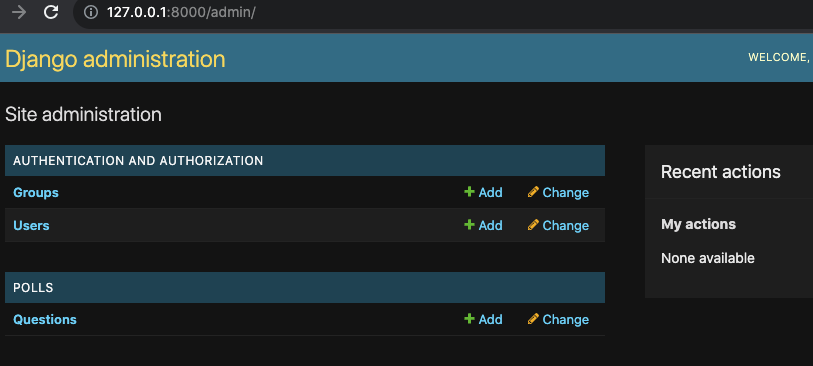 127.0.0.1:8000/admin/
Django administration
WELCOME,
Site administration
AUTHENTICATION AND AUTHORIZATION
Groups Add Change
Users Add Change
POLLS
Questions Add Change
Recent actions
My actions
None available